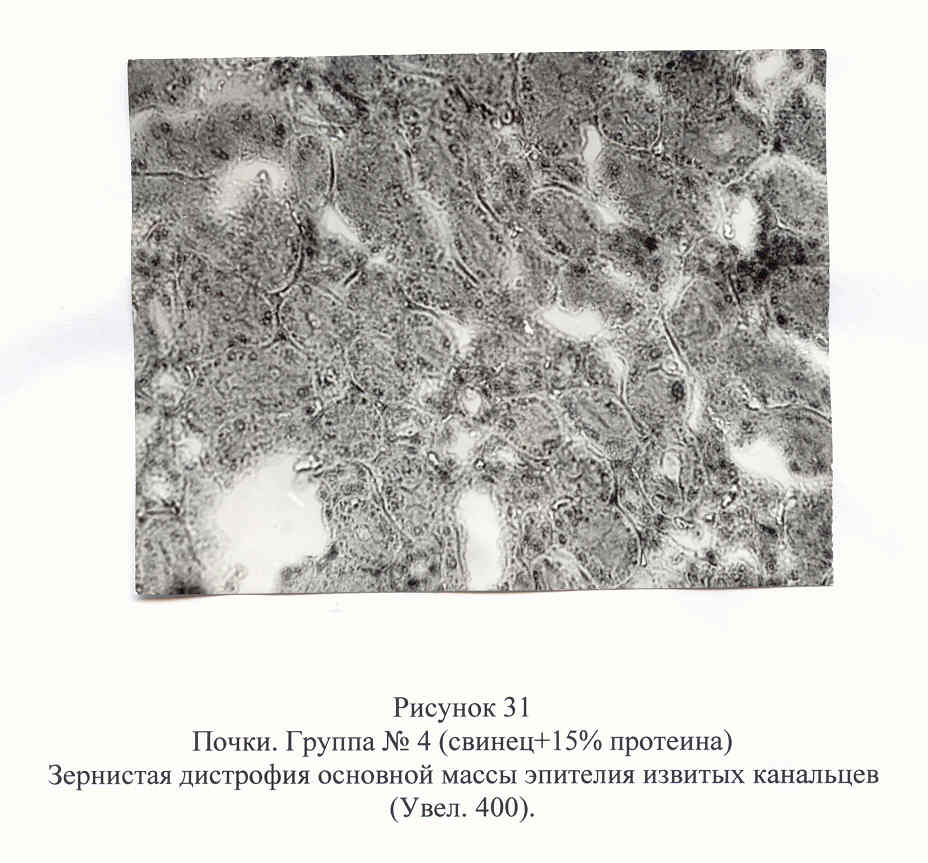 Рисунок 31
Почки. Группа № 4 (свинец+15% протеина)
Зернистая дистрофия основной массы эпителия извитых канальцев
(Увел. 400).